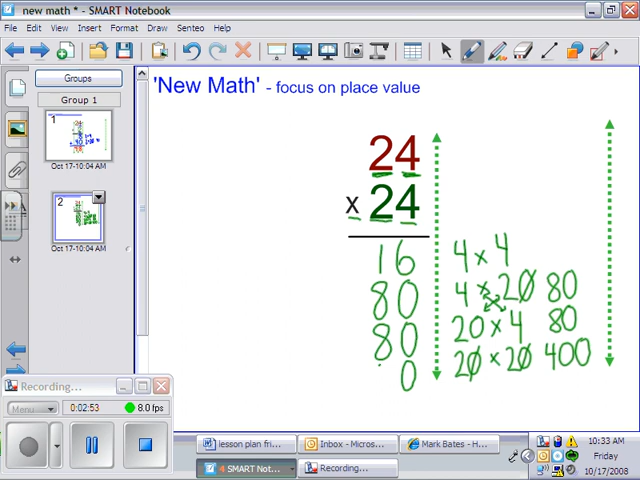 new math * - SMART Notebook
File Edit View Insert Format Draw Senteo Help
Groups
Group 1
1
Oct 17-10:04 AM
2
Oct 17-10:04 AM
'New Math' - focus on place value
24
x 24
16
80
80
0
4 x 4
4 x 20 80
20 x 4 80
20 x 20 400
Recording...
Menu
0:02:53
8.0 fps
lesson plan fri...
Inbox - Micros...
Mark Bates - H...
4 SMART Not...
Recording...
10:33 AM
Friday
10/17/2008